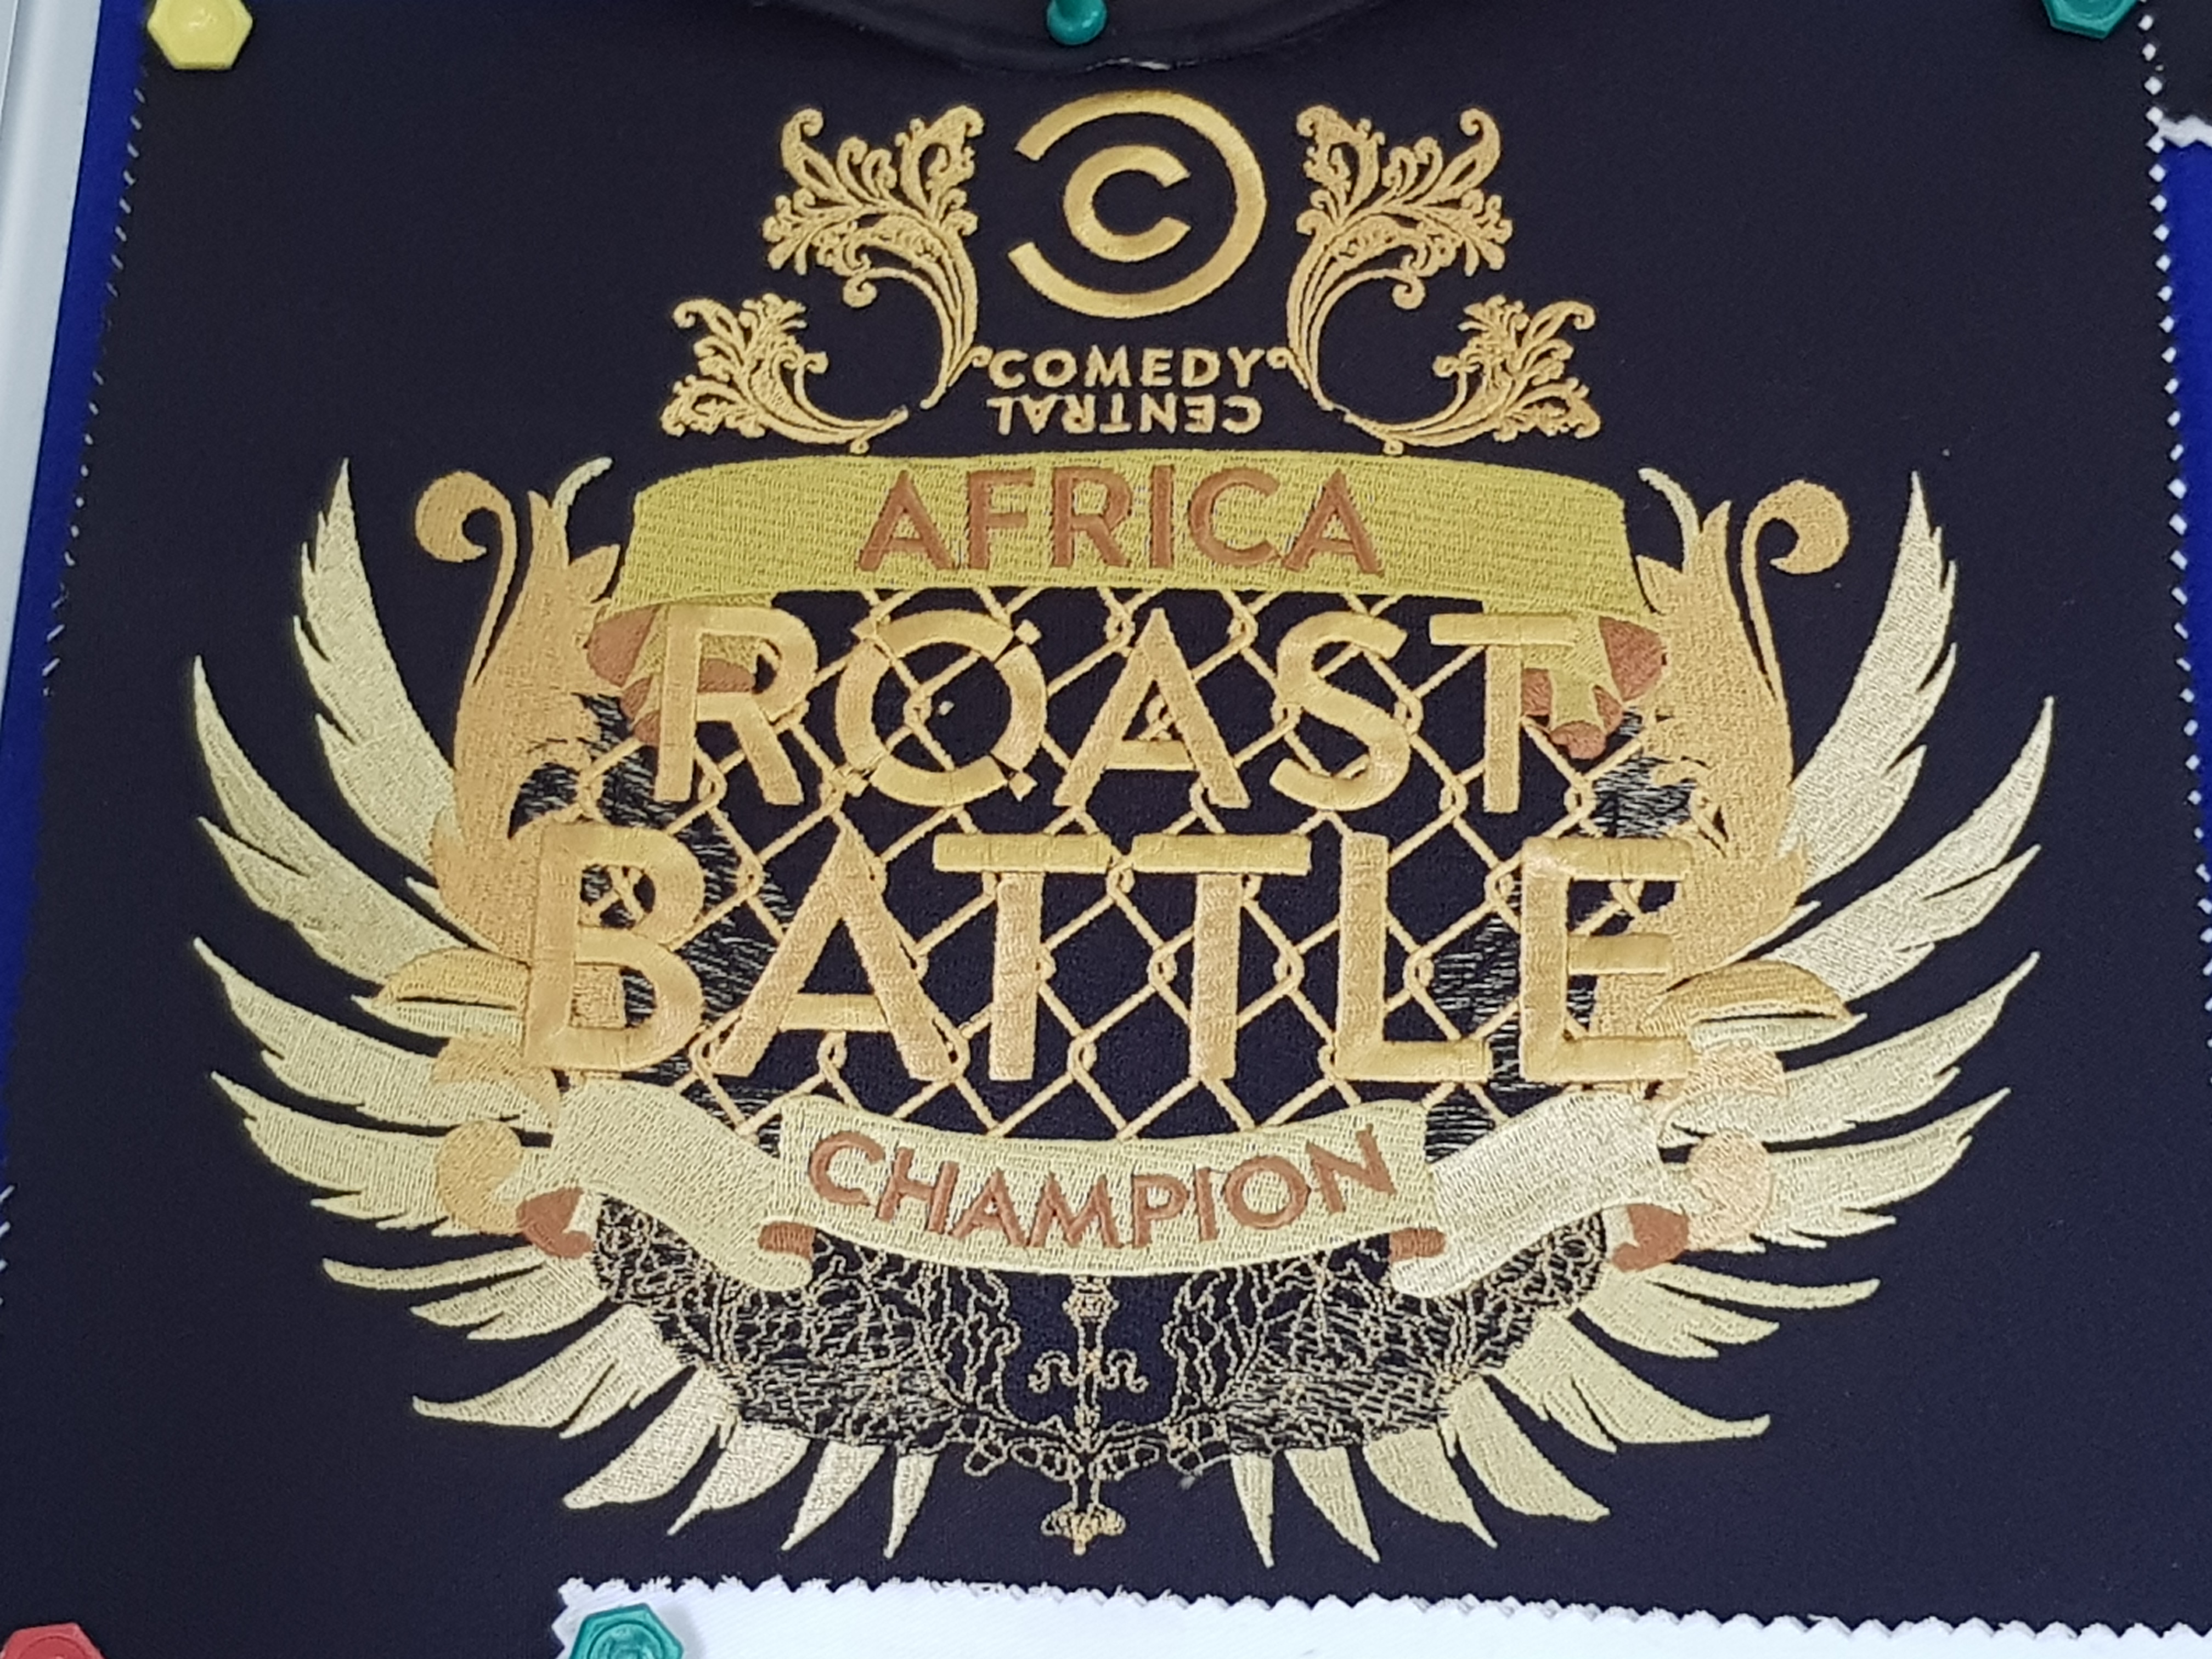 C
COMEDY
CENTRAL
AFRICA
ROAST
BATTLE
CHAMPION